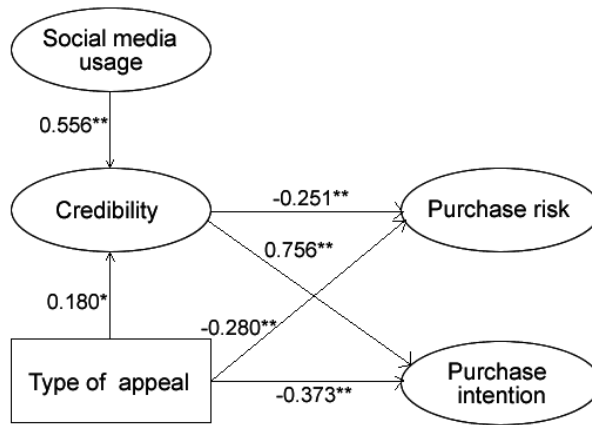 Social media
usage
0.556**
Credibility
-0.251**
Purchase risk
0.756**
0.180*
-0.280**
Type of appeal
-0.373**
Purchase
intention